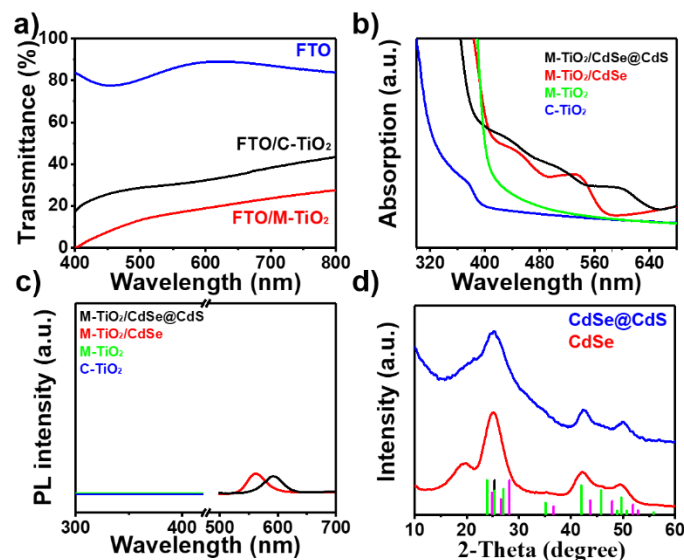 a)
Transmittance (%)
100
80
60
40
20
0
FTO
FTO/C-TiO₂
FTO/M-TiO₂
400
500
600
700
800
Wavelength (nm)
b)
Absorption (a.u.)
M-TiO₂/CdSe@CdS
M-TiO₂/CdSe
M-TiO₂
C-TiO₂
320
400
480
560
640
Wavelength (nm)
c)
PL intensity (a.u.)
M-TiO₂/CdSe@CdS
M-TiO₂/CdSe
M-TiO₂
C-TiO₂
300
400
500
600
700
Wavelength (nm)
d)
Intensity (a.u.)
CdSe@CdS
CdSe
10
20
30
40
50
60
2-Theta (degree)